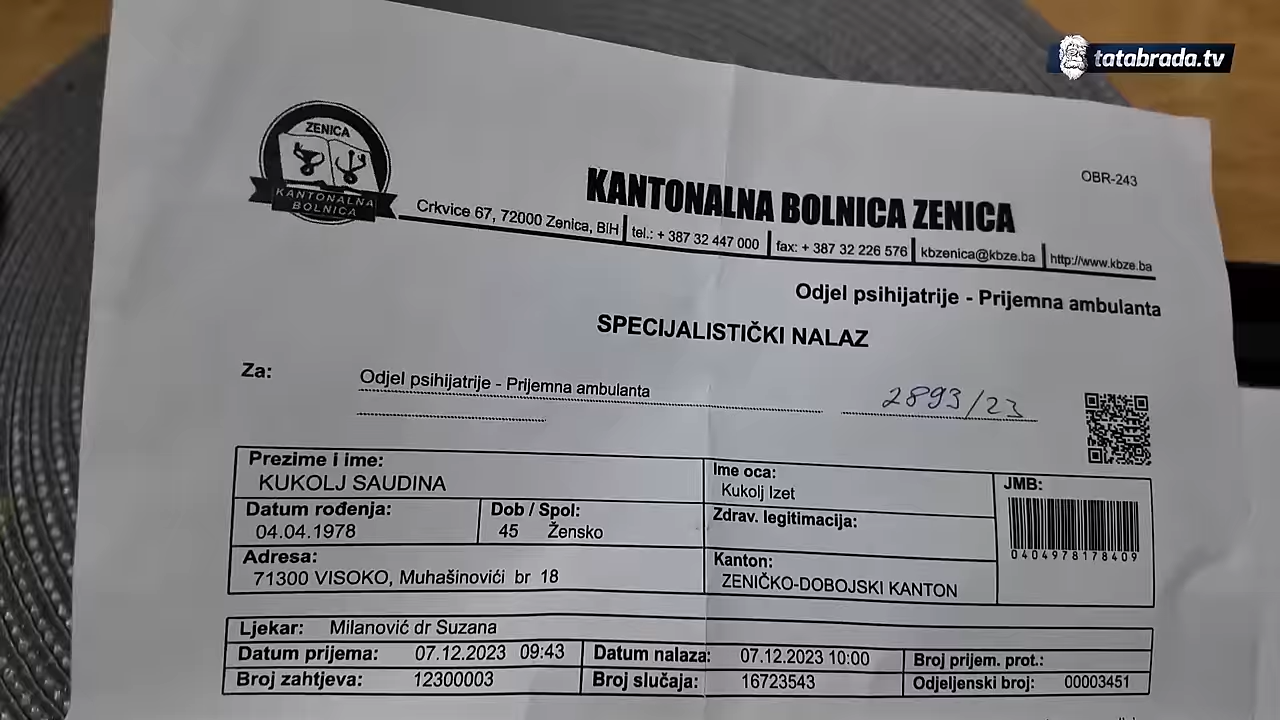 tatabrada.tv
ZENICA
KANTONALNA
BOLNICA
OBR-243
KANTONALNA BOLNICA ZENICA
Crkvice 67, 72000 Zenica, BIH tel.: + 387 32 447 000 fax: + 387 32 226 576 kbzenica@kbze.ba http://www.kbze.ba
Odjel psihijatrije - Prijemna ambulanta
SPECIJALISTIČKI NALAZ
Za: Odjel psihijatrije - Prijemna ambulanta 2893/23
Prezime i ime: Ime oca: JMB:
KUKOLJ SAUDINA Kukolj Izet
Datum rođenja: Dob / Spol: Zdrav. legitimacija:
04.04.1978 45 Žensko
0404978178409
Adresa: Kanton:
71300 VISOKO, Muhašinovići br 18 ZENIČKO-DOBOJSKI KANTON
Ljekar: Milanović dr Suzana
Datum prijema: 07.12.2023 09:43 Datum nalaza: 07.12.2023 10:00 Broj prijem. prot.:
Broj zahtjeva: 12300003 Broj slučaja: 16723543 Odjeljenski broj: 00003451